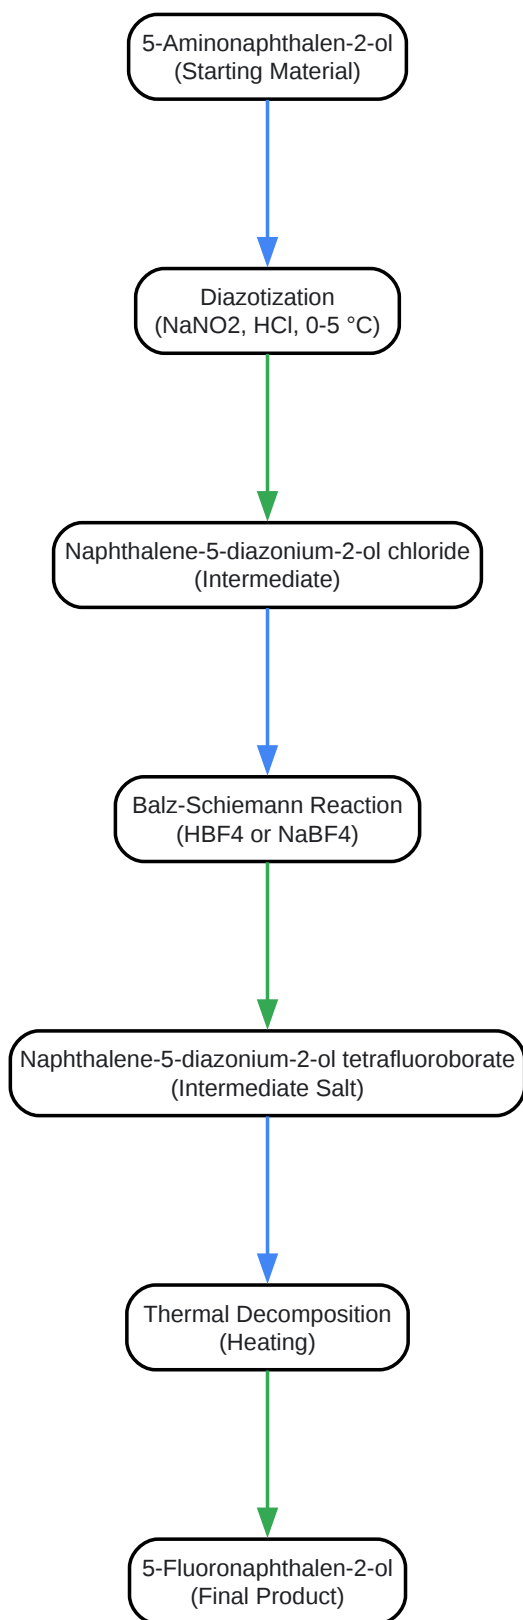 5-Aminonaphthalen-2-ol
(Starting Material)
Diazotization
(NaNO2, HCl, 0-5 °C)
Naphthalene-5-diazonium-2-ol chloride
(Intermediate)
Balz-Schiemann Reaction
(HBF4 or NaBF4)
Naphthalene-5-diazonium-2-ol tetrafluoroborate
(Intermediate Salt)
Thermal Decomposition
(Heating)
5-Fluoronaphthalen-2-ol
(Final Product)